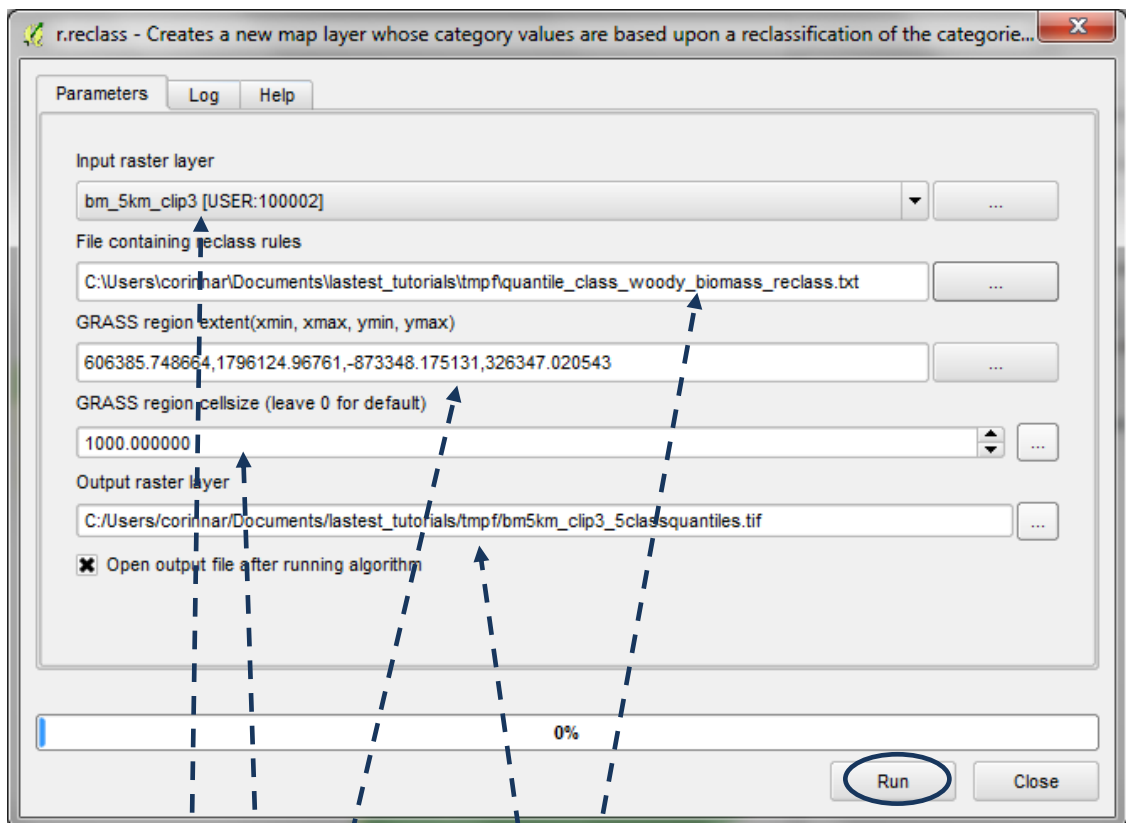 r.reclass - Creates a new map layer whose category values are based upon a reclassification of the categorie...
Parameters Log Help
Input raster layer
bm_5km_clip3 [USER:100002] ...
File containing reclass rules
C:\Users\corinnar\Documents\lastest_tutorials\tmpf\quantile_class_woody_biomass_reclass.txt ...
GRASS region extent(xmin, xmax, ymin, ymax)
606385.748664,1796124.96761,-873348.175131,326347.020543 ...
GRASS region cellsize (leave 0 for default)
1000.000000 ...
Output raster layer
C:/Users/corinnar/Documents/lastest_tutorials/tmpf/bm5km_clip3_5classquantiles.tif ...
Open output file after running algorithm
0%
Run Close